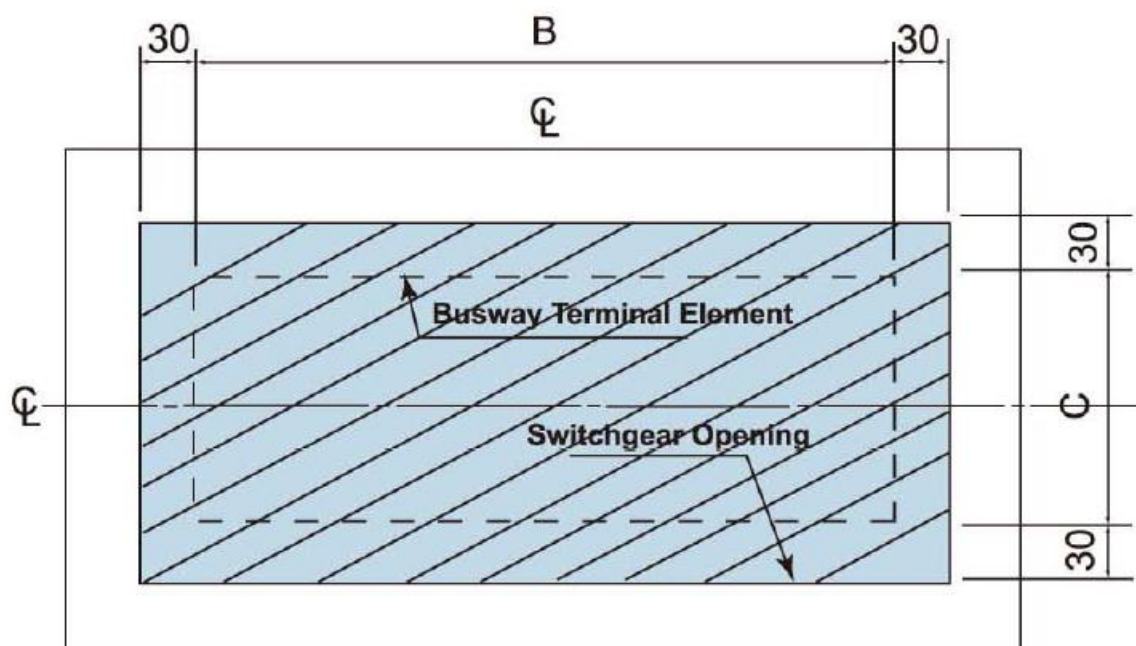 30 B 30
℄
30
Busway Terminal Element
℄
C
Switchgear Opening
30